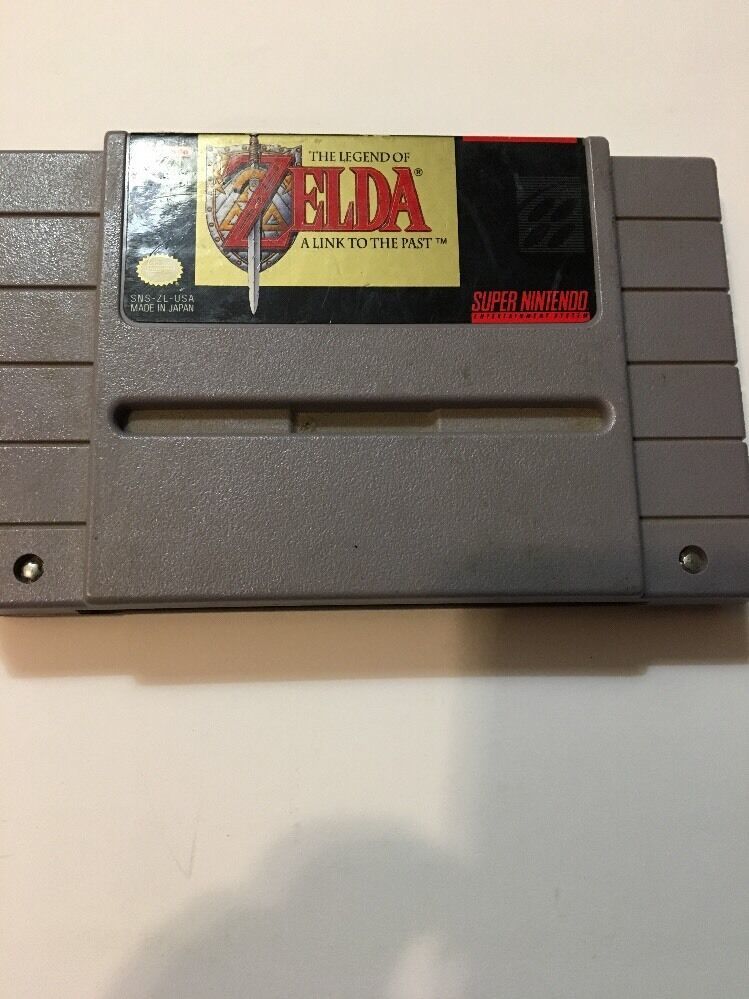 THE LEGEND OF
ZELDA®
A LINK TO THE PAST™
SNS-ZL-USA
MADE IN JAPAN
SUPER NINTENDO
ENTERTAINMENT SYSTEM